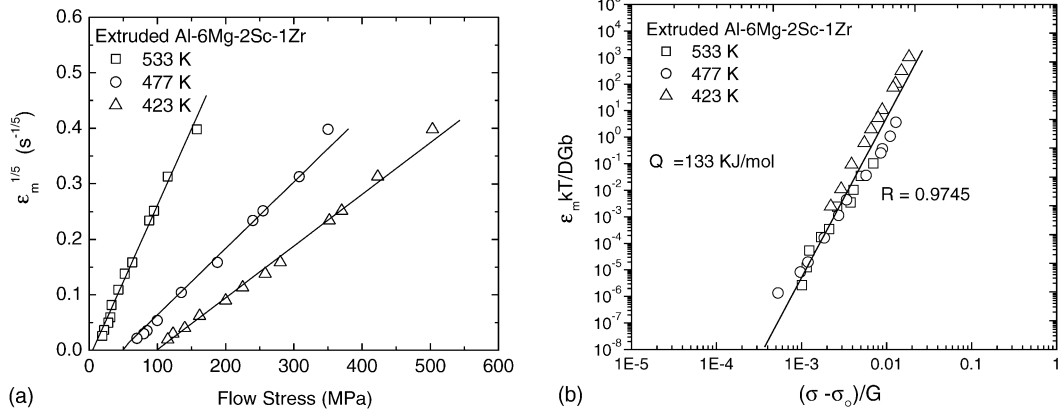 Extruded Al-6Mg-2Sc-1Zr
533 K
477 K
423 K
0.6
0.5
0.4
0.3
0.2
0.1
0.0
0 100 200 300 400 500 600
εm^1/5 (s^-1/5)
Flow Stress (MPa)
(a)
Extruded Al-6Mg-2Sc-1Zr
533 K
477 K
423 K
Q =133 KJ/mol
R = 0.9745
10^5
10^4
10^3
10^2
10^1
10^0
10^-1
10^-2
10^-3
10^-4
10^-5
10^-6
10^-7
10^-8
1E-5 1E-4 1E-3 0.01 0.1 1
εmkT/DGb
(σ -σo)/G
(b)